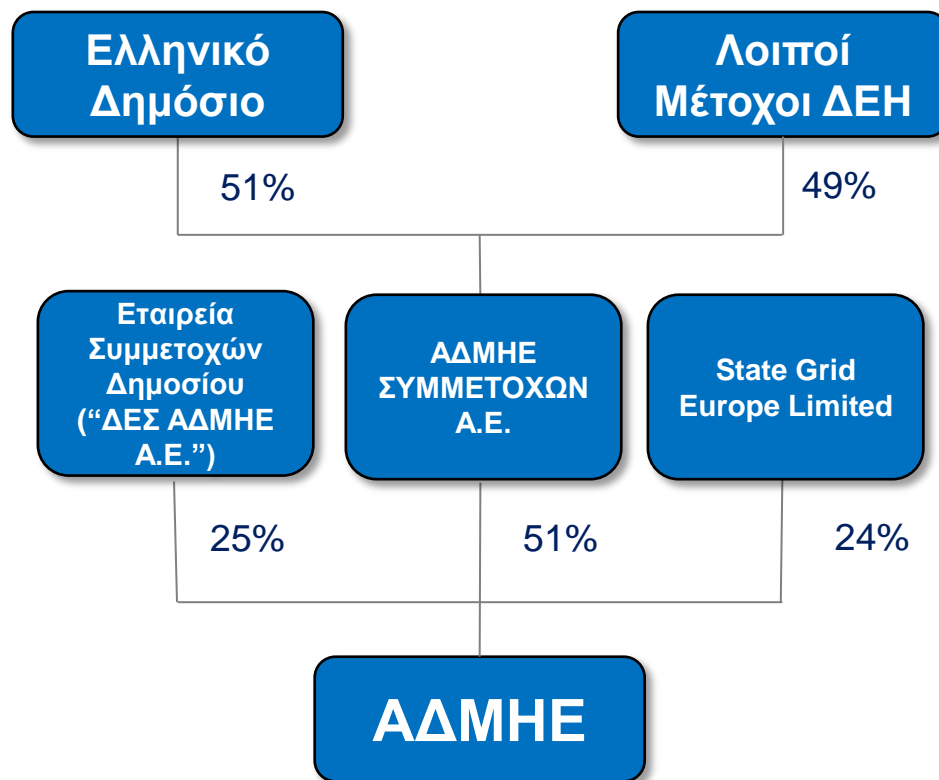 Ελληνικό
Δημόσιο
Λοιποί
Μέτοχοι ΔΕΗ
51%
49%
Εταιρεία
Συμμετοχών
Δημοσίου
(“ΔΕΣ ΑΔΜΗΕ
Α.Ε.”)
ΑΔΜΗΕ
ΣΥΜΜΕΤΟΧΩΝ
Α.Ε.
State Grid
Europe Limited
25%
51%
24%
ΑΔΜΗΕ